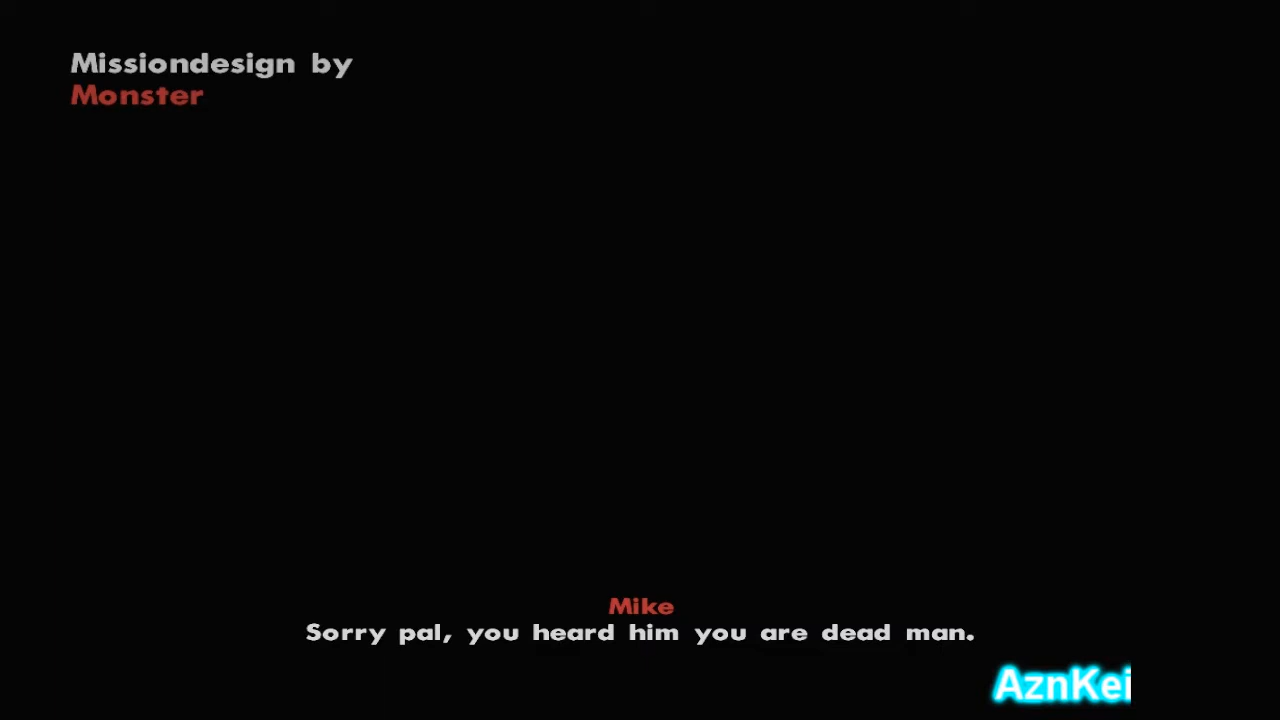 Missiondesign by
Monster
Mike
Sorry pal, you heard him you are dead man.
AznKei